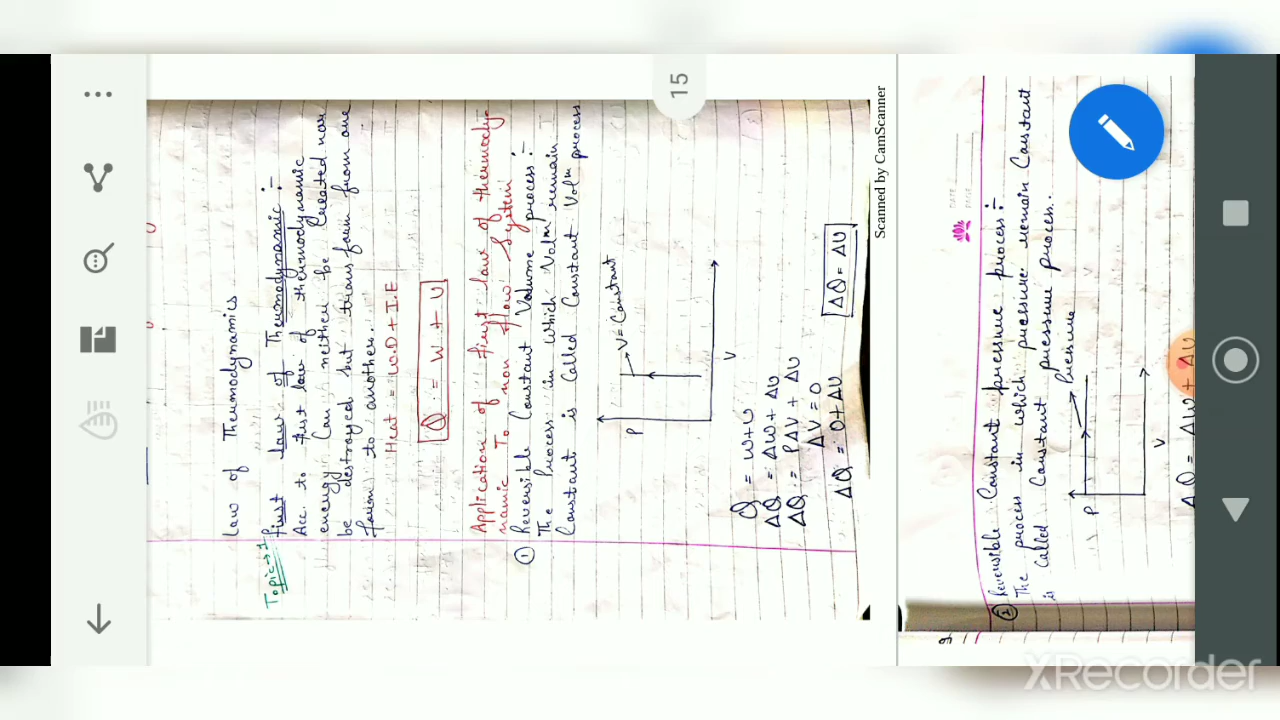 15
Law of Thermodynamics
Topic → 1
First law of Thermodynamic :-
Acc. to first law of thermodynamic
energy Can neither be Created nor
be destroyed but transform from one
form to another.
Heat = W.D + I.E
Q = W + U
Application of first law of thermody-
namic To non flow System
① Reversible Constant Volume process :-
The Process in which Volm remain
Constant is Called Constant Volm process
P
V = Constant
V
Q = W+U
ΔQ = ΔW + ΔU
ΔQ = PΔV + ΔU
ΔV = 0
ΔQ = 0+ΔU
ΔQ = ΔU
Scanned by CamScanner
DATE
PAGE
② Reversible Constant pressure process :-
The process in which pressure remain Constant
is Called Constant pressure process.
P
Pressure
V
ΔQ = ΔW + ΔU
XRecorder